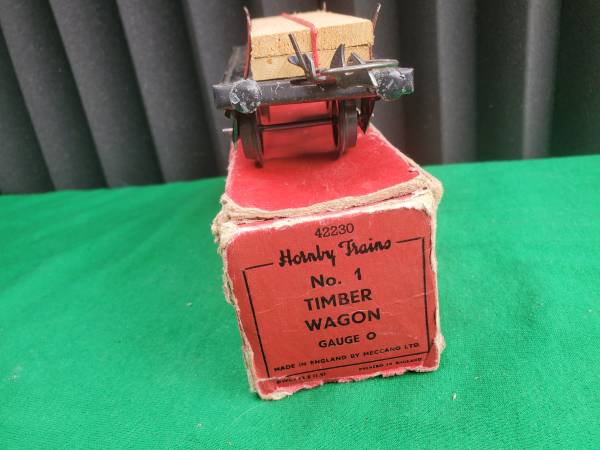 42230
Hornby Trains
No. 1
TIMBER
WAGON
GAUGE O
MADE IN ENGLAND BY MECCANO LTD.
PRINTED IN ENGLAND